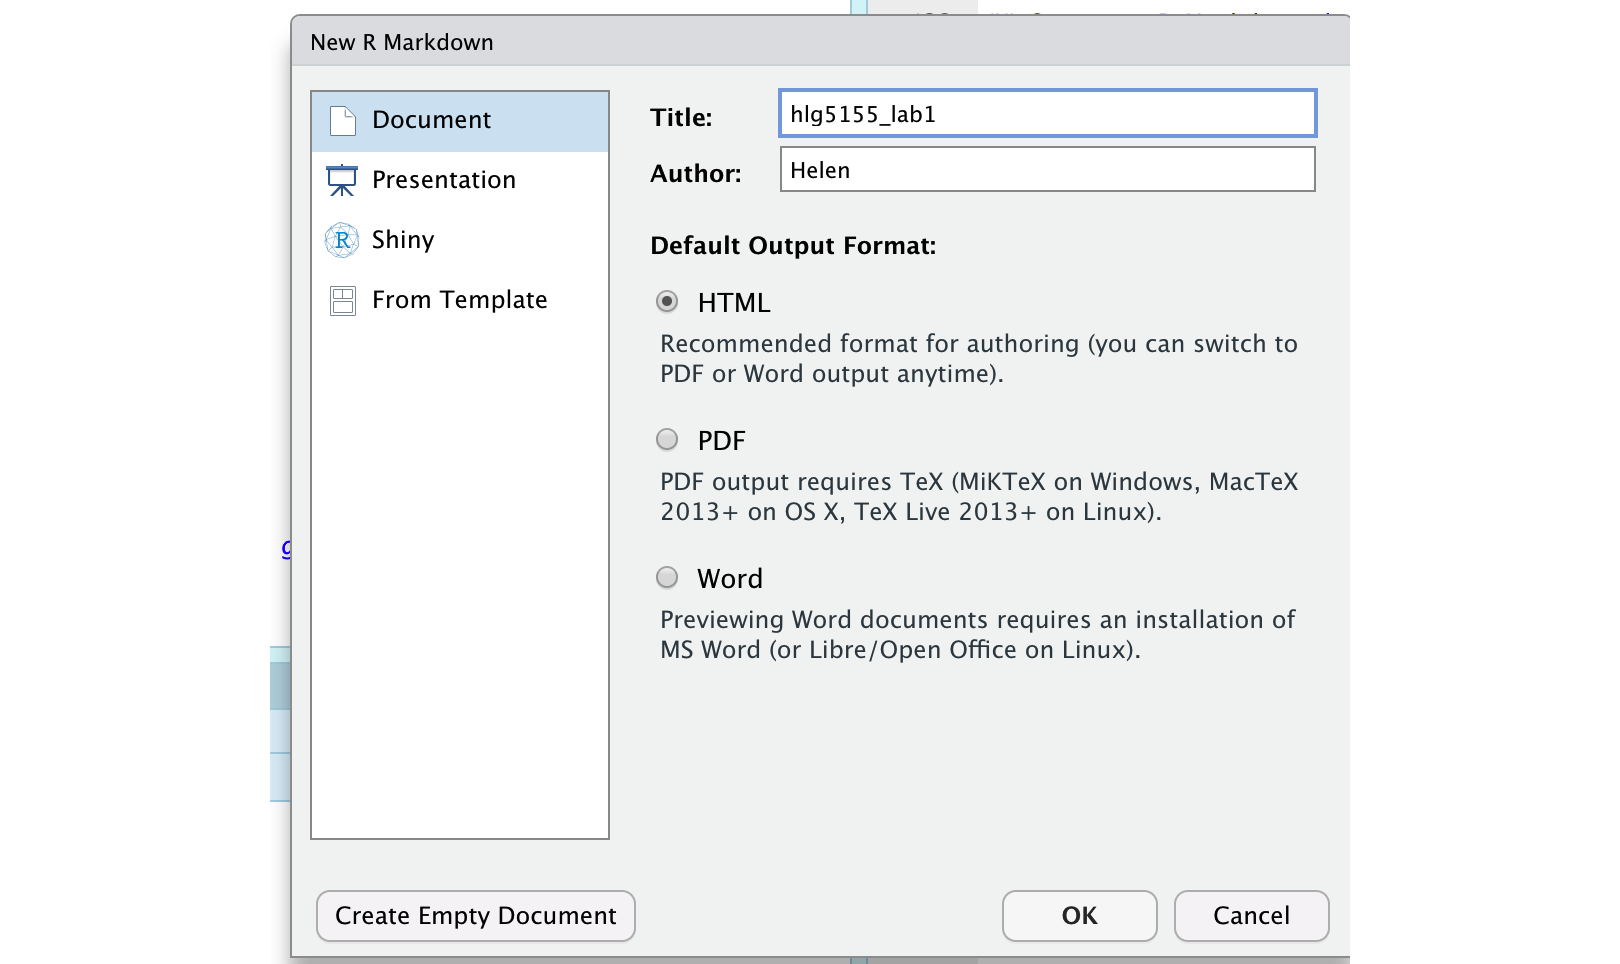 New R Markdown
Document
Presentation
Shiny
From Template
Title: hlg5155_lab1
Author: Helen
Default Output Format:
HTML
Recommended format for authoring (you can switch to
PDF or Word output anytime).
PDF
PDF output requires TeX (MiKTeX on Windows, MacTeX
2013+ on OS X, TeX Live 2013+ on Linux).
Word
Previewing Word documents requires an installation of
MS Word (or Libre/Open Office on Linux).
Create Empty Document
OK
Cancel